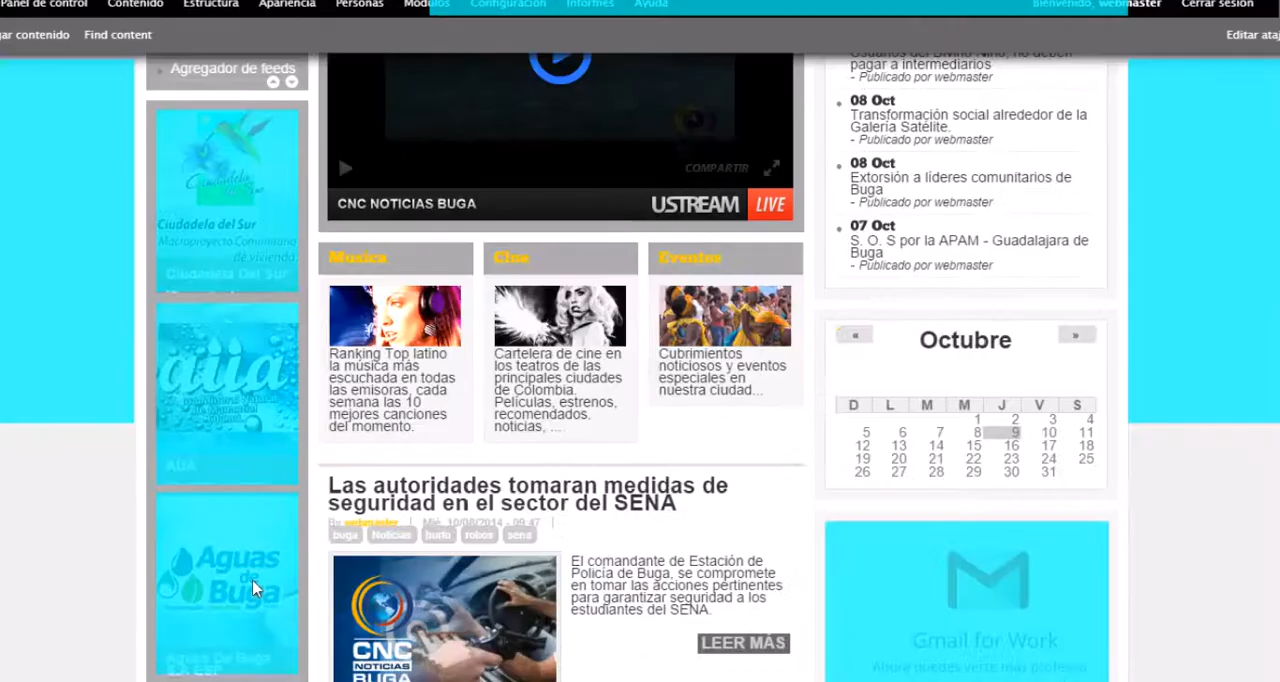 Panel de control Contenido Estructura Apariencia Personas Módulos Configuración Informes Ayuda Bienvenido, webmaster Cerrar sesión
gar contenido Find content Editar ataj
Agregador de feeds
Ciudadela del Sur
Macroproyecto Comunitario
de vivienda
Ciudadela Del Sur
aüa
AÜA
Aguas
de
Buga
Aguas De Buga
COMPARTIR
CNC NOTICIAS BUGA USTREAM LIVE
Musica
Ranking Top latino
la música más
escuchada en todas
las emisoras, cada
semana las 10
mejores canciones
del momento.
Cine
Cartelera de cine en
los teatros de las
principales ciudades
de Colombia.
Películas, estrenos,
recomendados.
noticias, ....
Eventos
Cubrimientos
noticiosos y eventos
especiales en
nuestra ciudad...
Las autoridades tomaran medidas de
seguridad en el sector del SENA
By webmaster | Mié, 10/08/2014 - 09:47 |
buga Noticias burlo robos sena
CNC
NOTICIAS
BUGA
El comandante de Estación de
Policía de Buga, se compromete
en tomar las acciones pertinentes
para garantizar seguridad a los
estudiantes del SENA.
LEER MÁS
Usuarios del Divino Niño, no deben
pagar a intermediarios
- Publicado por webmaster
08 Oct
Transformación social alrededor de la
Galería Satélite.
- Publicado por webmaster
08 Oct
Extorsión a líderes comunitarios de
Buga
- Publicado por webmaster
07 Oct
S. O. S por la APAM - Guadalajara de
Buga
- Publicado por webmaster
« Octubre »
D L M M J V S
1 2 3 4
5 6 7 8 9 10 11
12 13 14 15 16 17 18
19 20 21 22 23 24 25
26 27 28 29 30 31
Gmail for Work
Ahora puedes verte más profesio